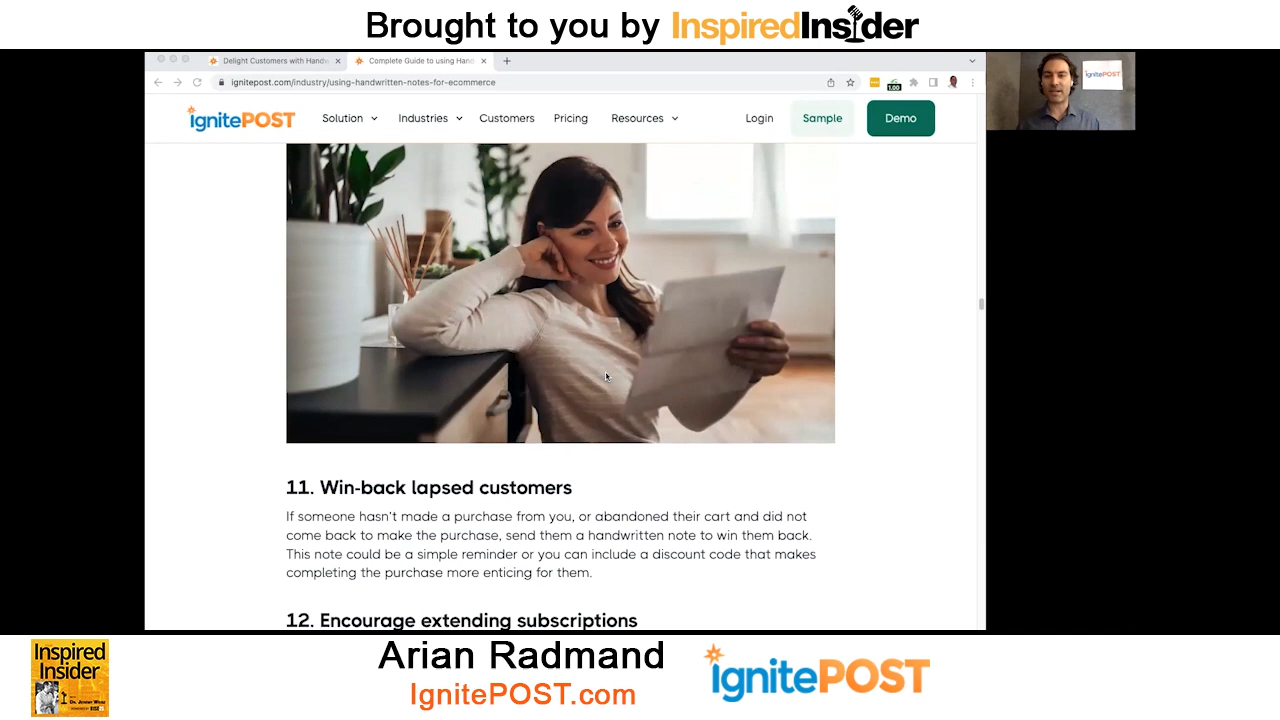 Brought to you by InspiredInsider
Delight Customers with Handw
Complete Guide to using Hand
ignitepost.com/industry/using-handwritten-notes-for-ecommerce
1.00
ignitePOST
Solution
Industries
Customers
Pricing
Resources
Login
Sample
Demo
ignitePOST
11. Win-back lapsed customers
If someone hasn't made a purchase from you, or abandoned their cart and did not
come back to make the purchase, send them a handwritten note to win them back.
This note could be a simple reminder or you can include a discount code that makes
completing the purchase more enticing for them.
12. Encourage extending subscriptions
Inspired
Insider
Arian Radmand
IgnitePOST.com
ignitePOST